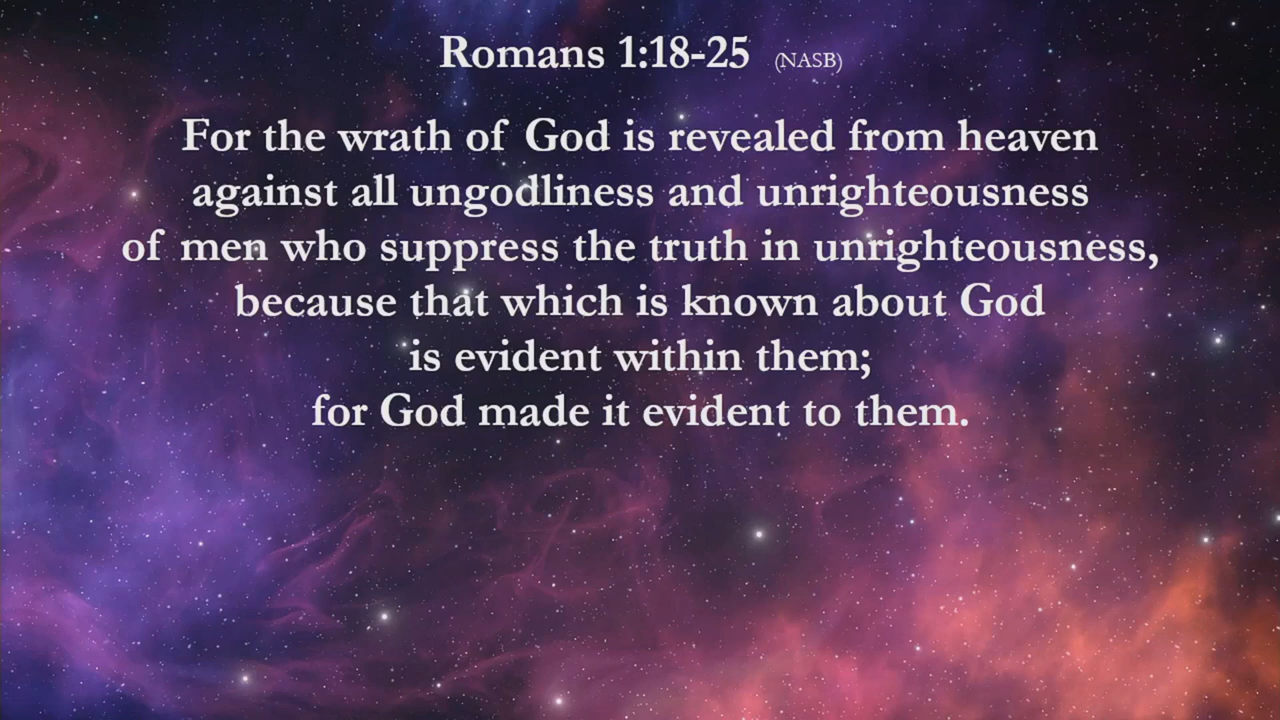 Romans 1:18-25 (NASB)
For the wrath of God is revealed from heaven
against all ungodliness and unrighteousness
of men who suppress the truth in unrighteousness,
because that which is known about God
is evident within them;
for God made it evident to them.